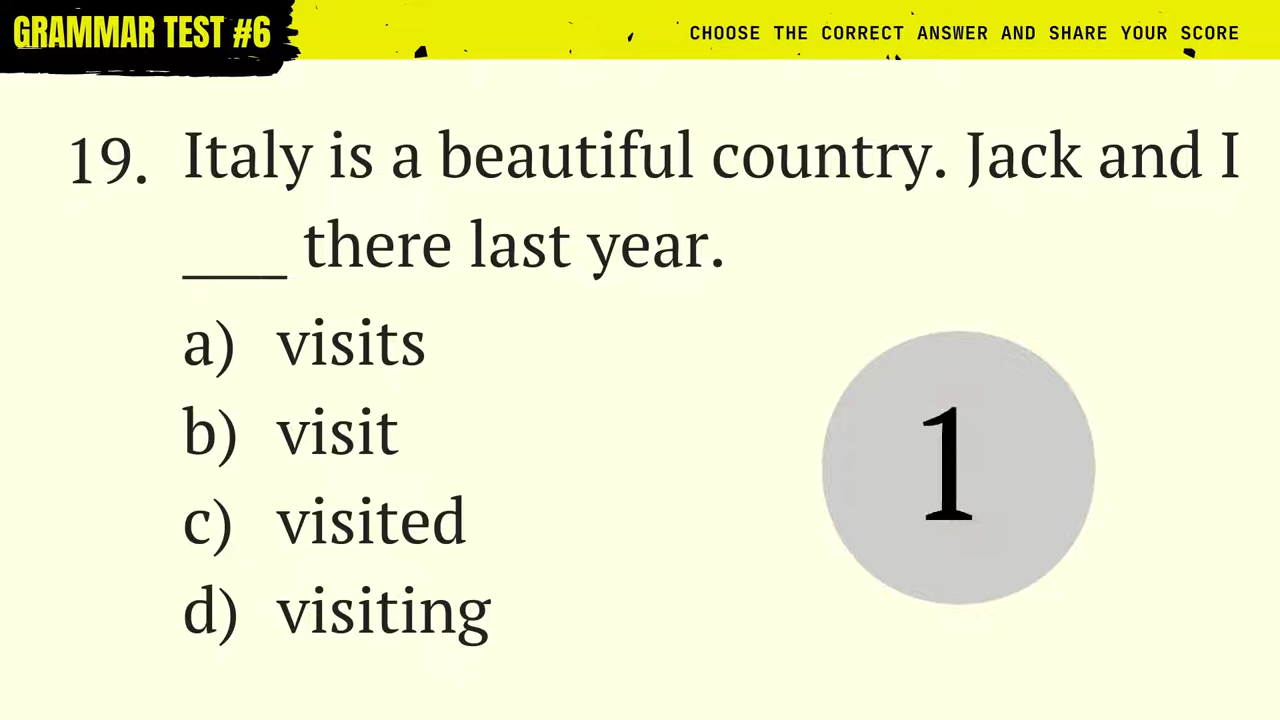 GRAMMAR TEST #6
CHOOSE THE CORRECT ANSWER AND SHARE YOUR SCORE
19. Italy is a beautiful country. Jack and I
____ there last year.
a) visits
b) visit
c) visited
d) visiting
1